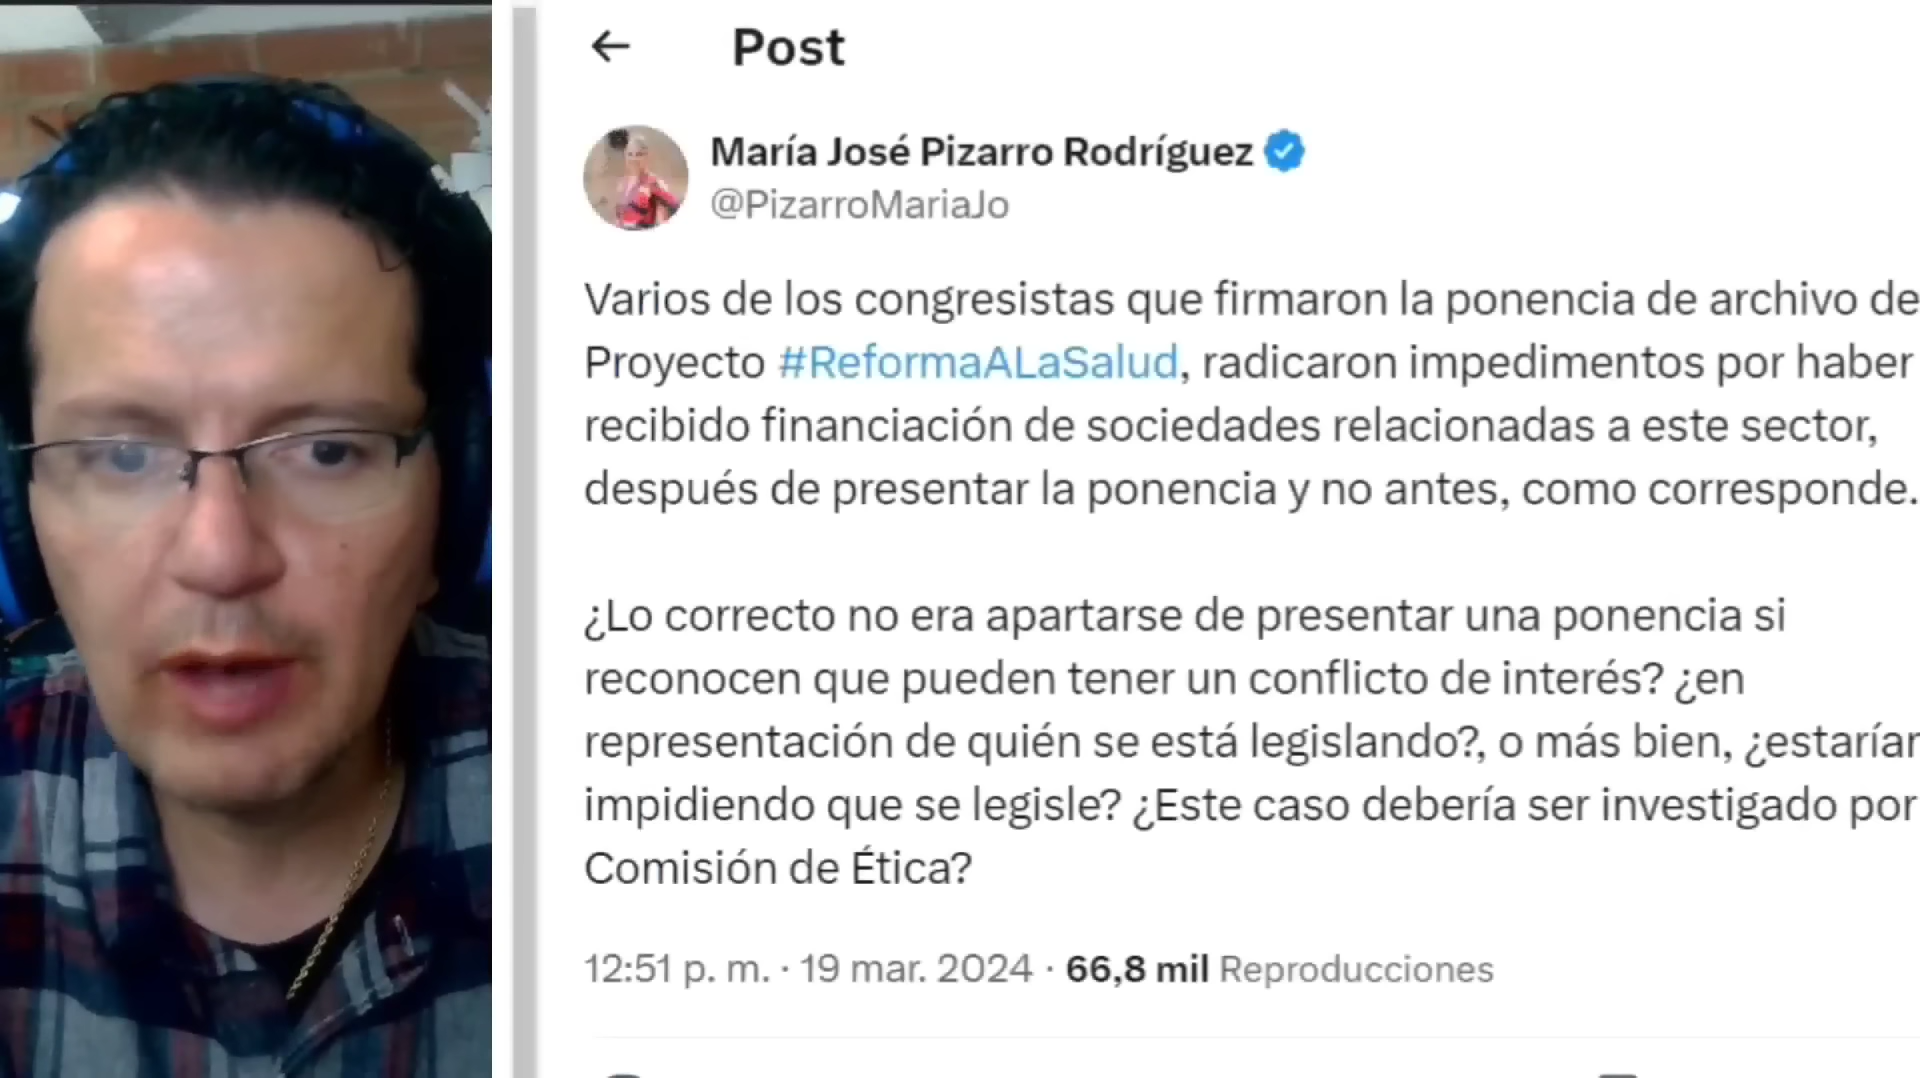 Post
María José Pizarro Rodríguez
@PizarroMariaJo
Varios de los congresistas que firmaron la ponencia de archivo de
Proyecto #ReformaALaSalud, radicaron impedimentos por haber
recibido financiación de sociedades relacionadas a este sector,
después de presentar la ponencia y no antes, como corresponde.
¿Lo correcto no era apartarse de presentar una ponencia si
reconocen que pueden tener un conflicto de interés? ¿en
representación de quién se está legislando?, o más bien, ¿estarían
impidiendo que se legisle? ¿Este caso debería ser investigado por
Comisión de Ética?
12:51 p. m. · 19 mar. 2024 · 66,8 mil Reproducciones